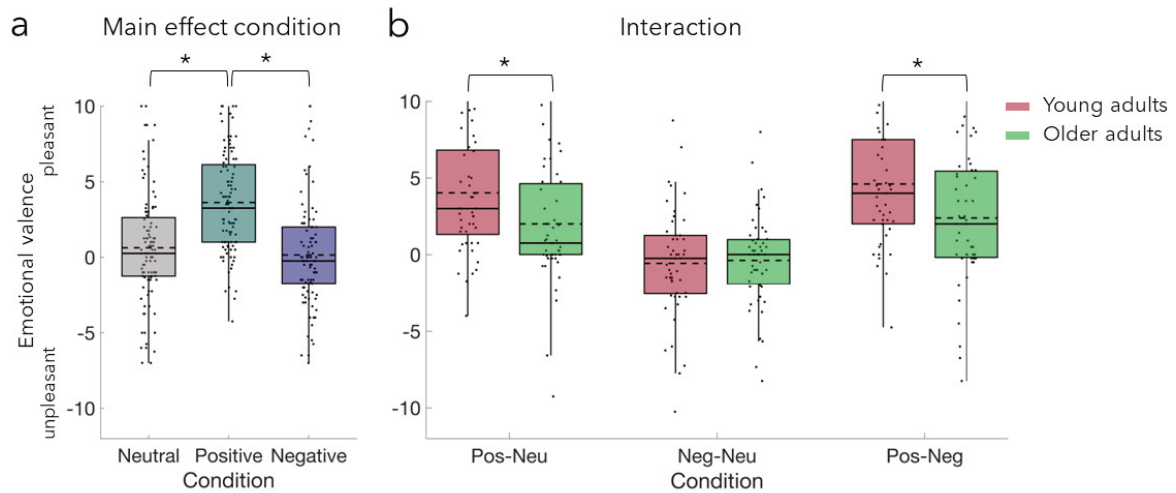 a Main effect condition
* *
Emotional valence
pleasant
unpleasant
10
5
0
-5
-10
Neutral Positive Negative
Condition
b Interaction
* *
10
5
0
-5
-10
Pos-Neu Neg-Neu Pos-Neg
Condition
Young adults
Older adults